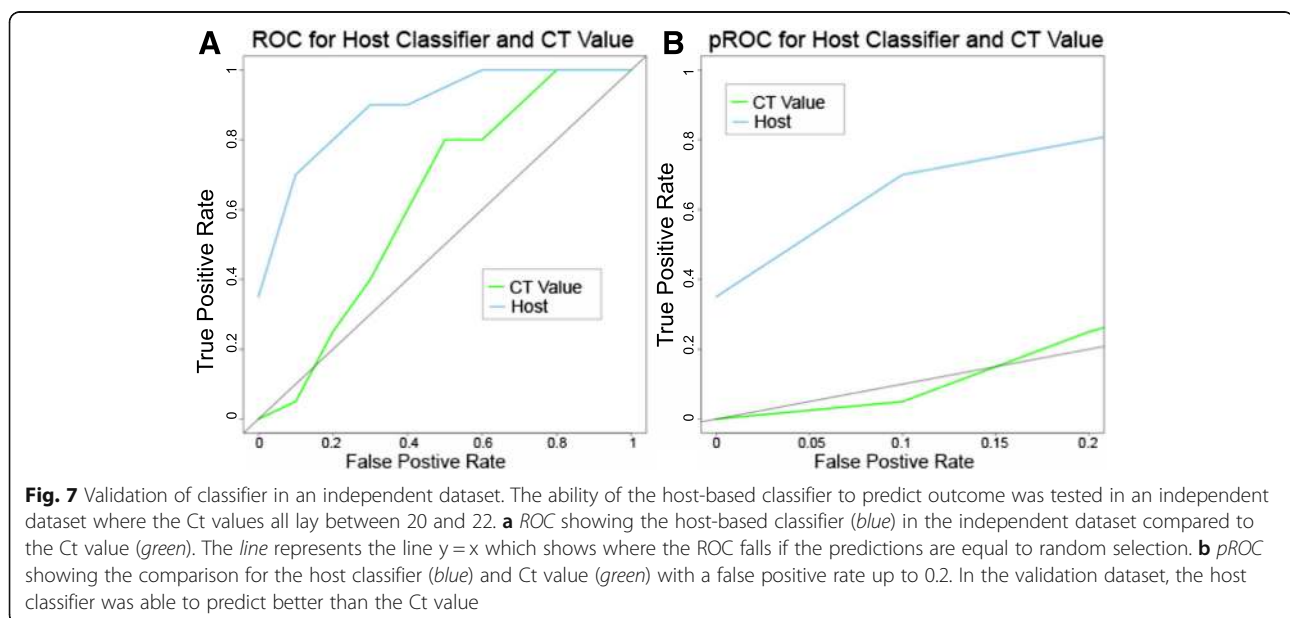 A ROC for Host Classifier and CT Value
True Positive Rate
1
0.8
0.6
0.4
0.2
0
0 0.2 0.4 0.6 0.8 1
False Postive Rate
CT Value
Host
B pROC for Host Classifier and CT Value
True Positive Rate
1
0.8
0.6
0.4
0.2
0
0 0.05 0.1 0.15 0.2
False Postive Rate
CT Value
Host
Fig. 7 Validation of classifier in an independent dataset. The ability of the host-based classifier to predict outcome was tested in an independent
dataset where the Ct values all lay between 20 and 22. a ROC showing the host-based classifier (blue) in the independent dataset compared to
the Ct value (green). The line represents the line y = x which shows where the ROC falls if the predictions are equal to random selection. b pROC
showing the comparison for the host classifier (blue) and Ct value (green) with a false positive rate up to 0.2. In the validation dataset, the host
classifier was able to predict better than the Ct value